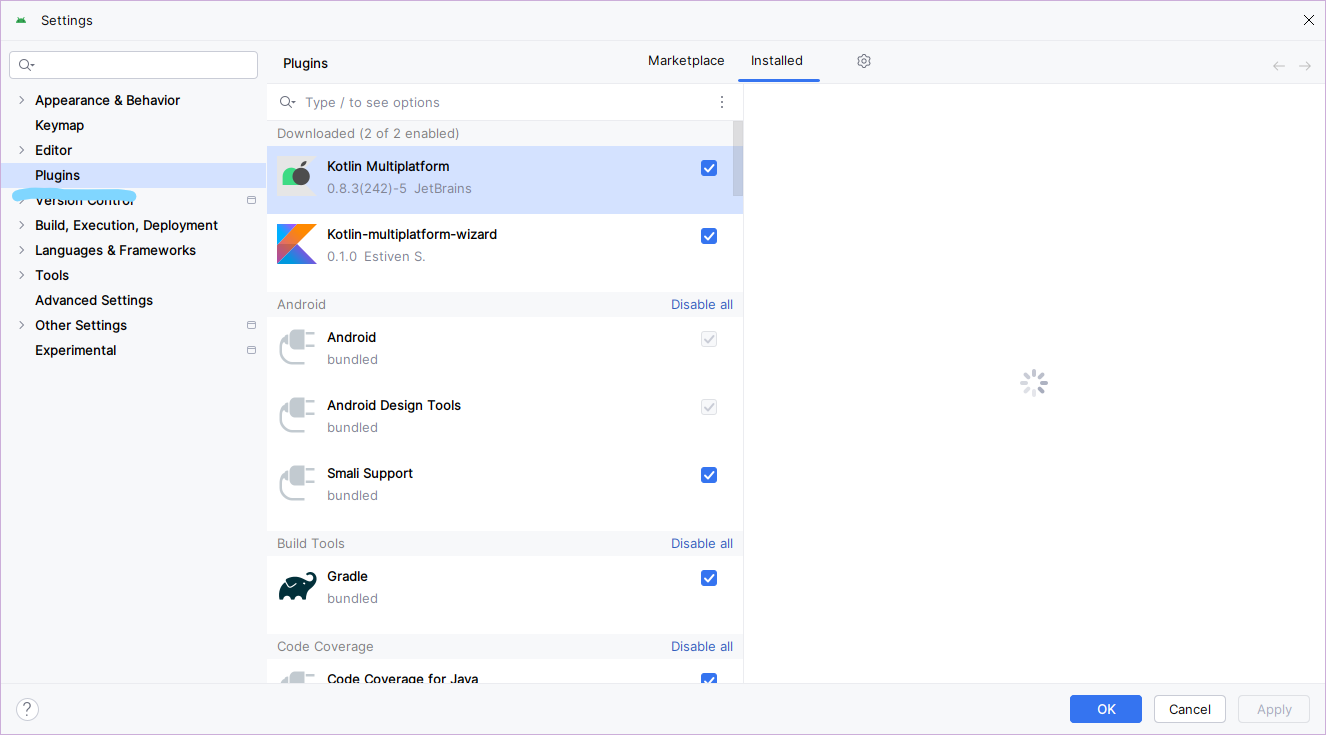 Settings
Plugins
Marketplace
Installed
Appearance & Behavior
Keymap
Editor
Plugins
Version Control
Build, Execution, Deployment
Languages & Frameworks
Tools
Advanced Settings
Other Settings
Experimental
Type / to see options
Downloaded (2 of 2 enabled)
Kotlin Multiplatform
0.8.3(242)-5 JetBrains
Kotlin-multiplatform-wizard
0.1.0 Estiven S.
Android Disable all
Android
bundled
Android Design Tools
bundled
Smali Support
bundled
Build Tools Disable all
Gradle
bundled
Code Coverage Disable all
Code Coverage for Java
?
OK
Cancel
Apply